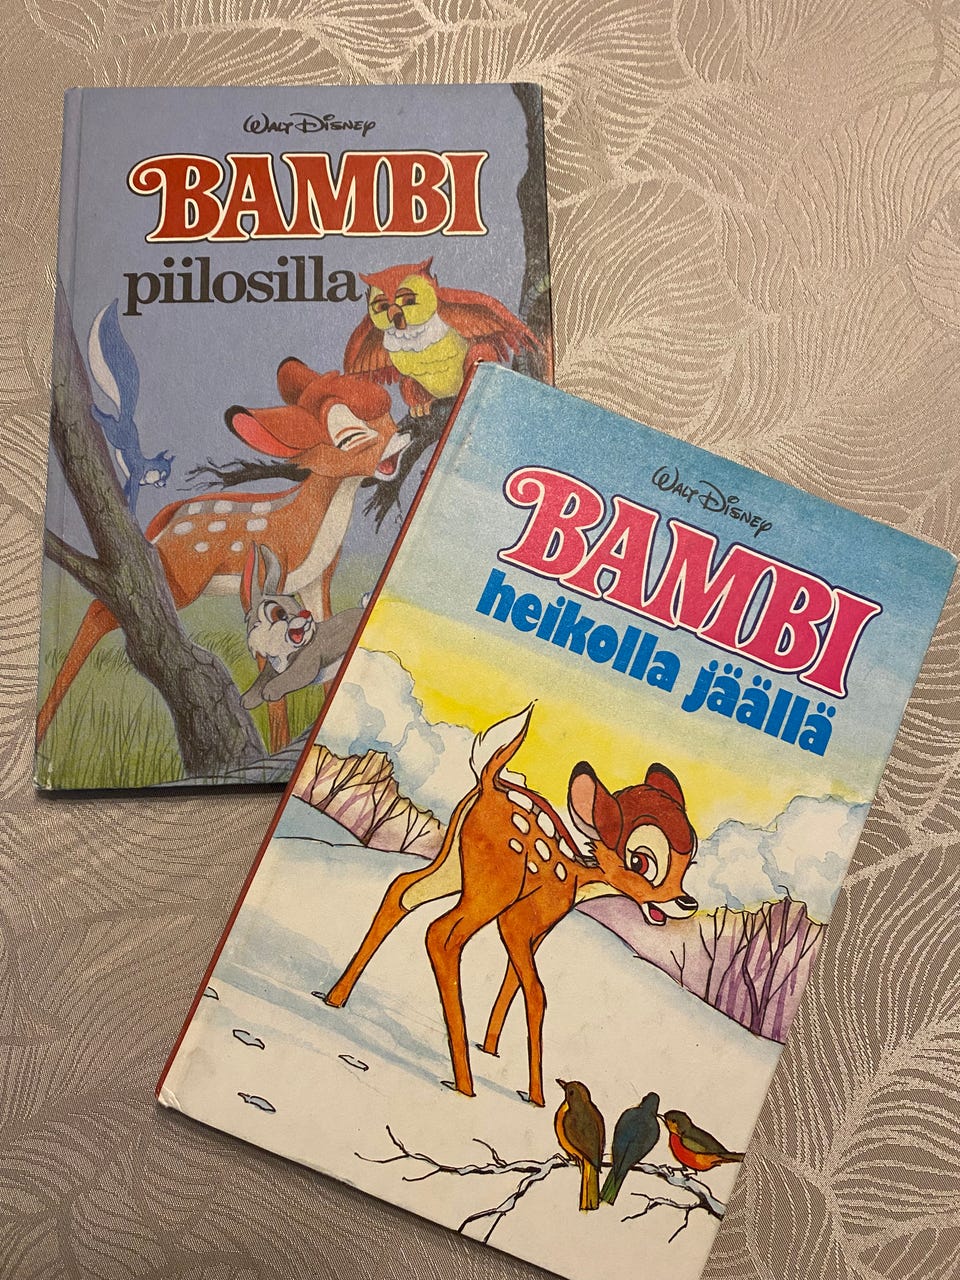 WALT DISNEY
BAMBI
piilosilla
WALT DISNEY
BAMBI
heikolla jäällä